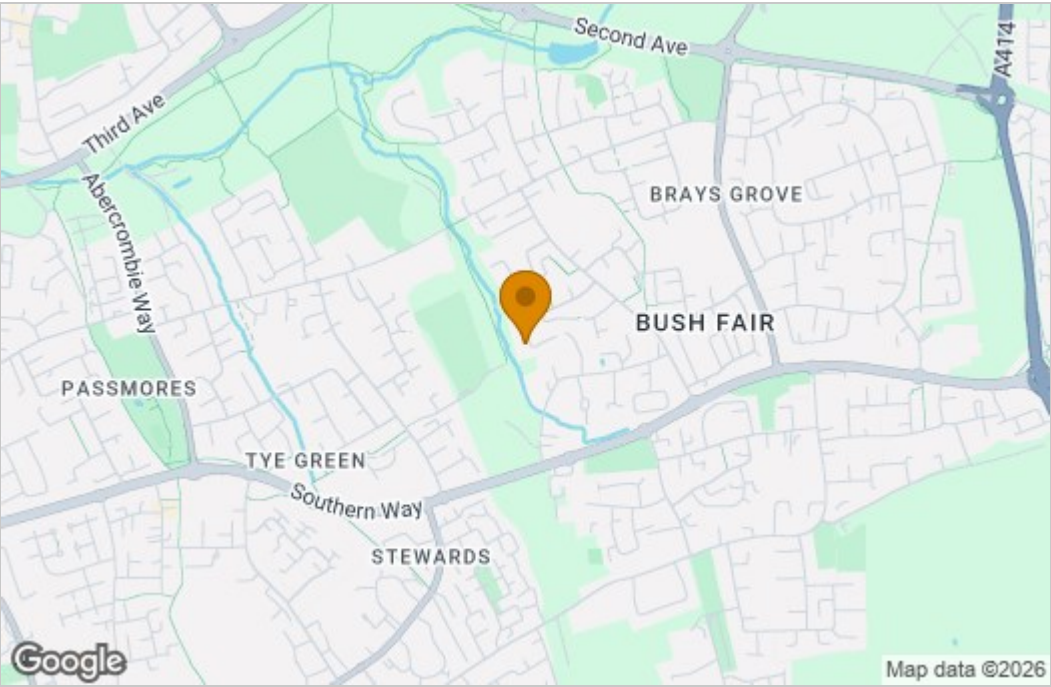 Second Ave
A414
Third Ave
Abercrombie Way
BRAYS GROVE
BUSH FAIR
PASSMORES
TYE GREEN
Southern Way
STEWARDS
Google
Map data ©2026